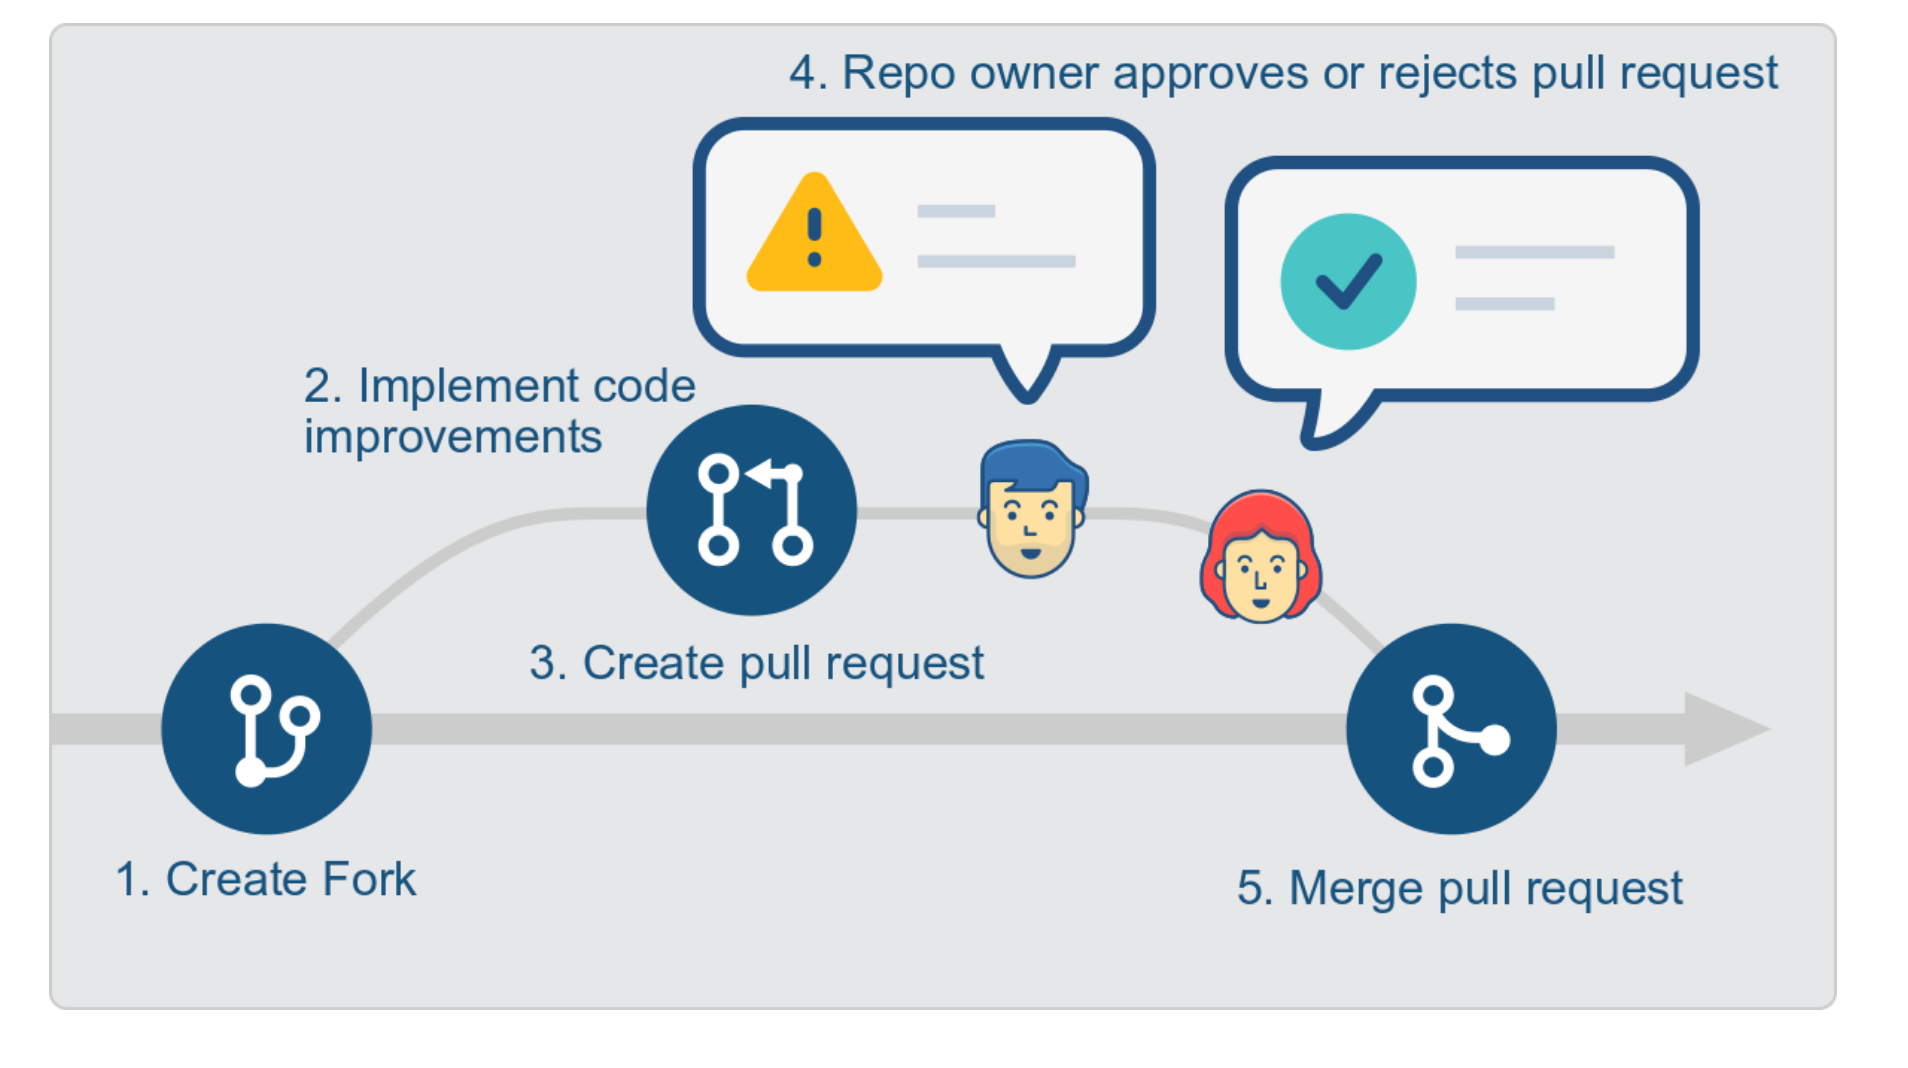 4. Repo owner approves or rejects pull request
2. Implement code
improvements
3. Create pull request
1. Create Fork
5. Merge pull request